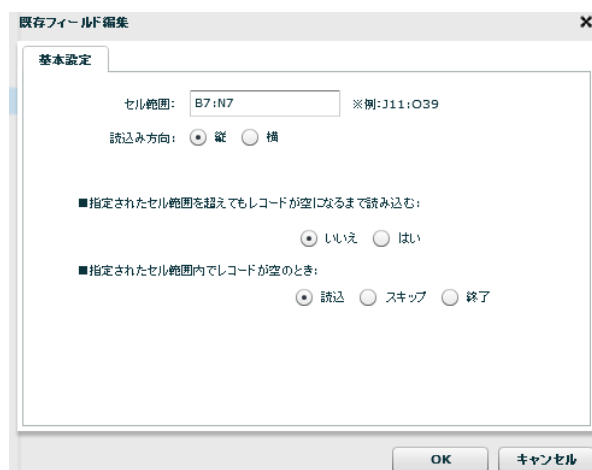 既存フィールド編集
基本設定
セル範囲: B7:N7 ※例:J11:O39
読込み方向: 縦 横
■指定されたセル範囲を超えてもレコードが空になるまで読み込む:
いいえ はい
■指定されたセル範囲内でレコードが空のとき:
読込 スキップ 終了
OK キャンセル